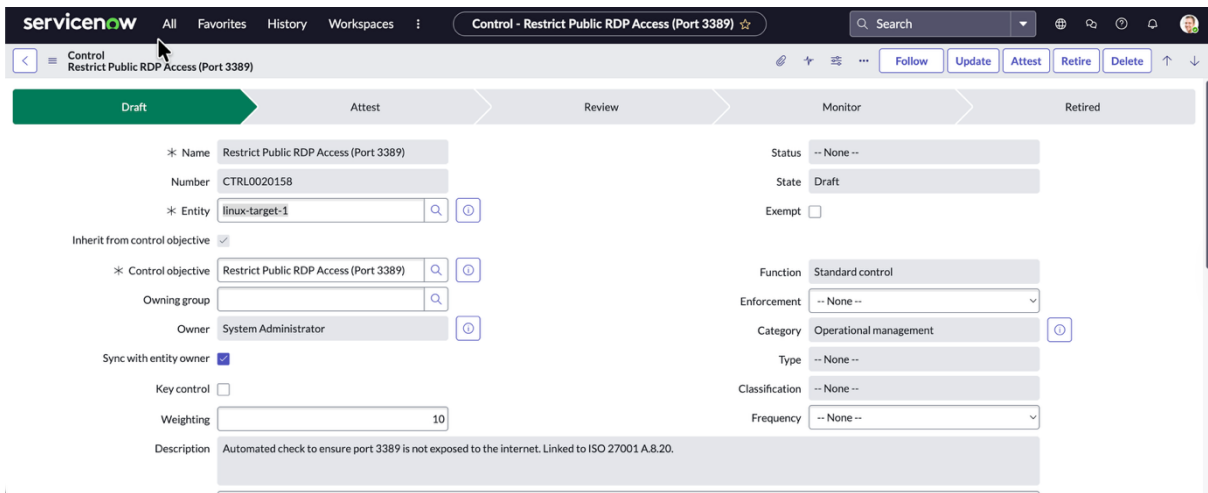 servicenow All Favorites History Workspaces Control - Restrict Public RDP Access (Port 3389) Search
Control
Restrict Public RDP Access (Port 3389)
Follow Update Attest Retire Delete
Draft Attest Review Monitor Retired
Name Restrict Public RDP Access (Port 3389)
Status -- None --
Number CTRL0020158
State Draft
Entity linux-target-1
Exempt
Inherit from control objective
Control objective Restrict Public RDP Access (Port 3389)
Function Standard control
Owning group
Enforcement -- None --
Owner System Administrator
Category Operational management
Sync with entity owner
Type -- None --
Key control
Classification -- None --
Weighting 10
Frequency -- None --
Description Automated check to ensure port 3389 is not exposed to the internet. Linked to ISO 27001 A.8.20.